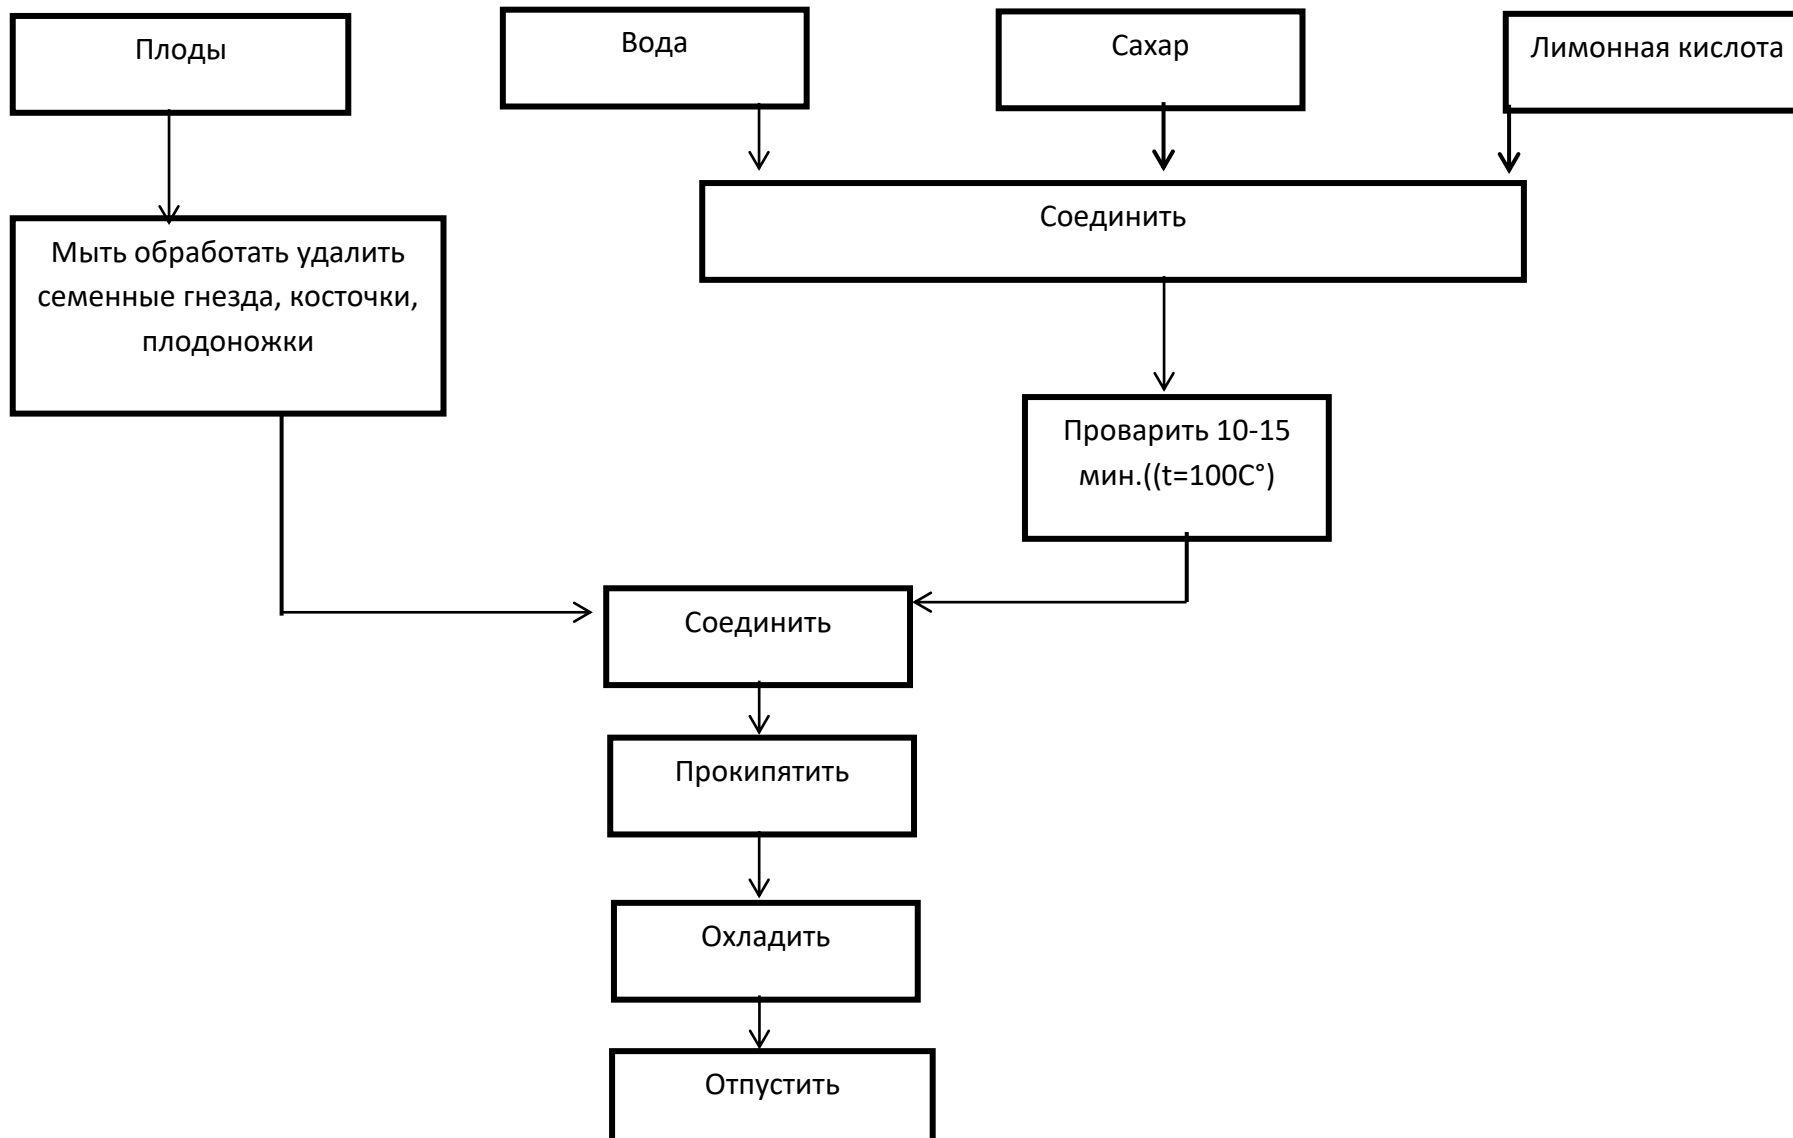 Плоды
Вода
Сахар
Лимонная кислота
Соединить
Мыть обработать удалить
семенные гнезда, косточки,
плодоножки
Проварить 10-15
мин.((t=100C°)
Соединить
Прокипятить
Охладить
Отпустить